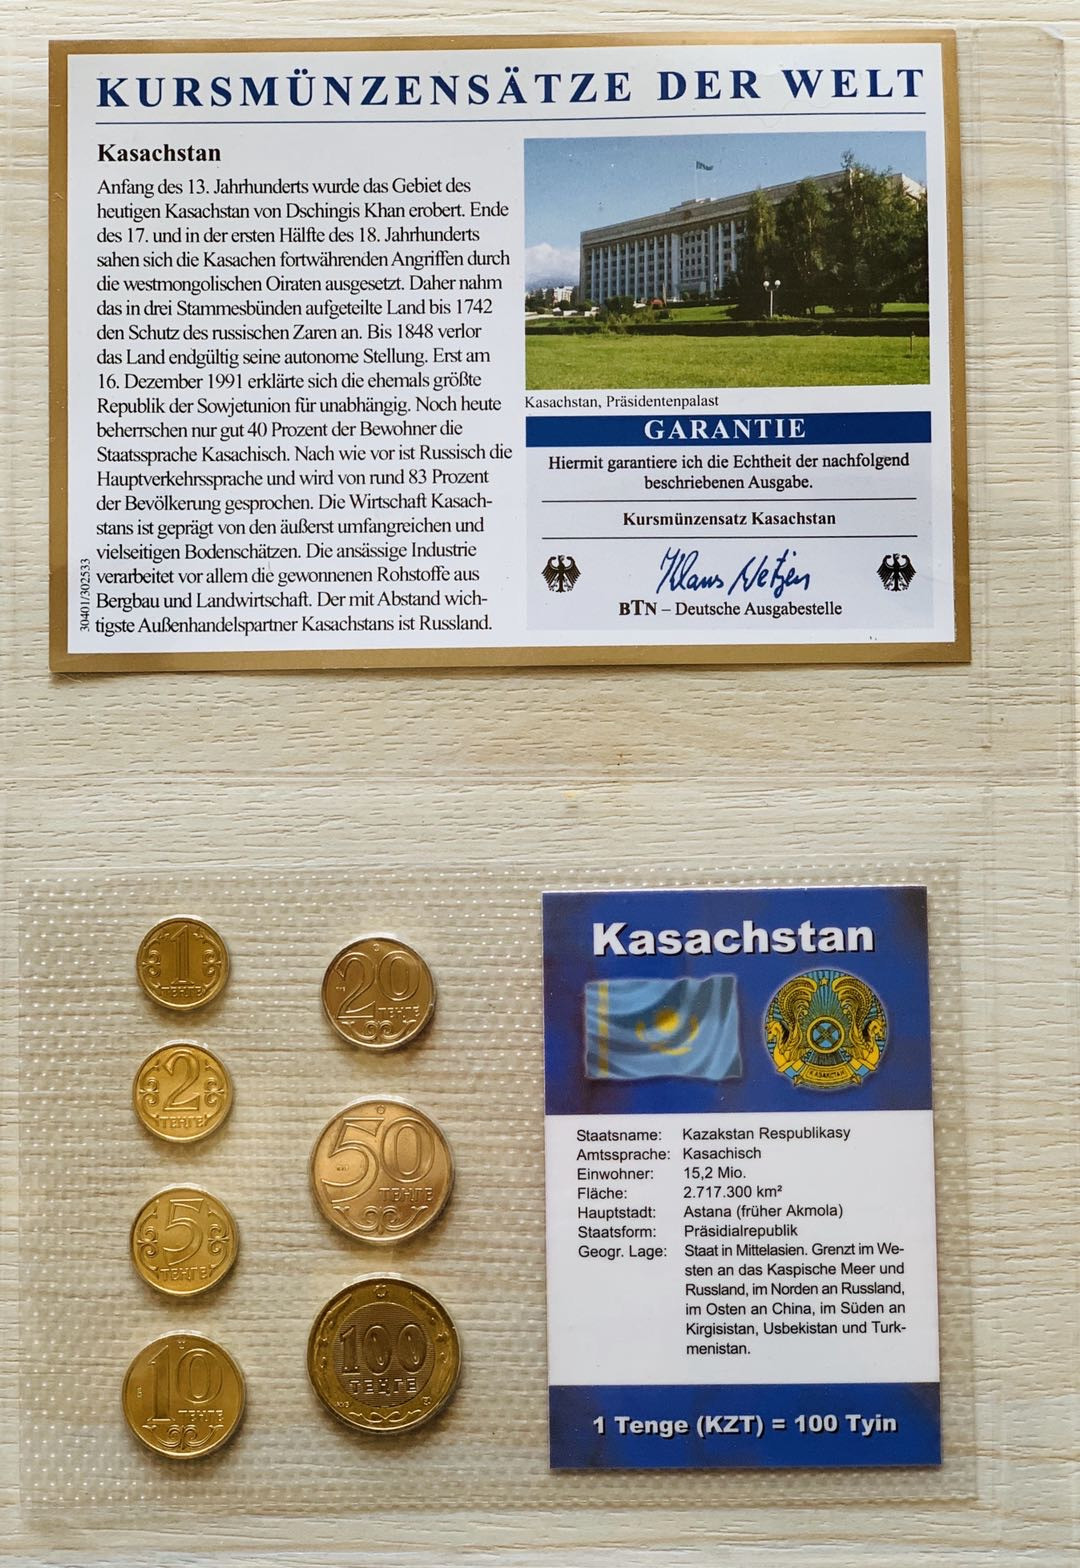 KURSMÜNZENSÄTZE DER WELT
Kasachstan
Anfang des 13. Jahrhunderts wurde das Gebiet des
heutigen Kasachstan von Dschingis Khan erobert. Ende
des 17. und in der ersten Hälfte des 18. Jahrhunderts
sahen sich die Kasachen fortwährenden Angriffen durch
die westmongolischen Oiraten ausgesetzt. Daher nahm
das in drei Stammesbünden aufgeteilte Land bis 1742
den Schutz des russischen Zaren an. Bis 1848 verlor
das Land endgültig seine autonome Stellung. Erst am
16. Dezember 1991 erklärte sich die ehemals größte
Republik der Sowjetunion für unabhängig. Noch heute
beherrschen nur gut 40 Prozent der Bewohner die
Staatssprache Kasachisch. Nach wie vor ist Russisch die
Hauptverkehrssprache und wird von rund 83 Prozent
der Bevölkerung gesprochen. Die Wirtschaft Kasach-
stans ist geprägt von den äußerst umfangreichen und
vielseitigen Bodenschätzen. Die ansässige Industrie
verarbeitet vor allem die gewonnenen Rohstoffe aus
Bergbau und Landwirtschaft. Der mit Abstand wich-
tigste Außenhandelspartner Kasachstans ist Russland.
30401/302533
Kasachstan, Präsidentenpalast
GARANTIE
Hiermit garantiere ich die Echtheit der nachfolgend
beschriebenen Ausgabe.
Kursmünzensatz Kasachstan
BTN – Deutsche Ausgabestelle
1
ТЕНГЕ
2
ТЕНГЕ
5
ТЕНГЕ
10
ТЕНГЕ
20
ТЕНГЕ
50
ТЕНГЕ
100
ТЕҢГЕ
Kasachstan
Staatsname: Kazakstan Respublikasy
Amtssprache: Kasachisch
Einwohner: 15,2 Mio.
Fläche: 2.717.300 km²
Hauptstadt: Astana (früher Akmola)
Staatsform: Präsidialrepublik
Geogr. Lage: Staat in Mittelasien. Grenzt im We-
sten an das Kaspische Meer und
Russland, im Norden an Russland,
im Osten an China, im Süden an
Kirgisistan, Usbekistan und Turk-
menistan.
1 Tenge (KZT) = 100 Tyin